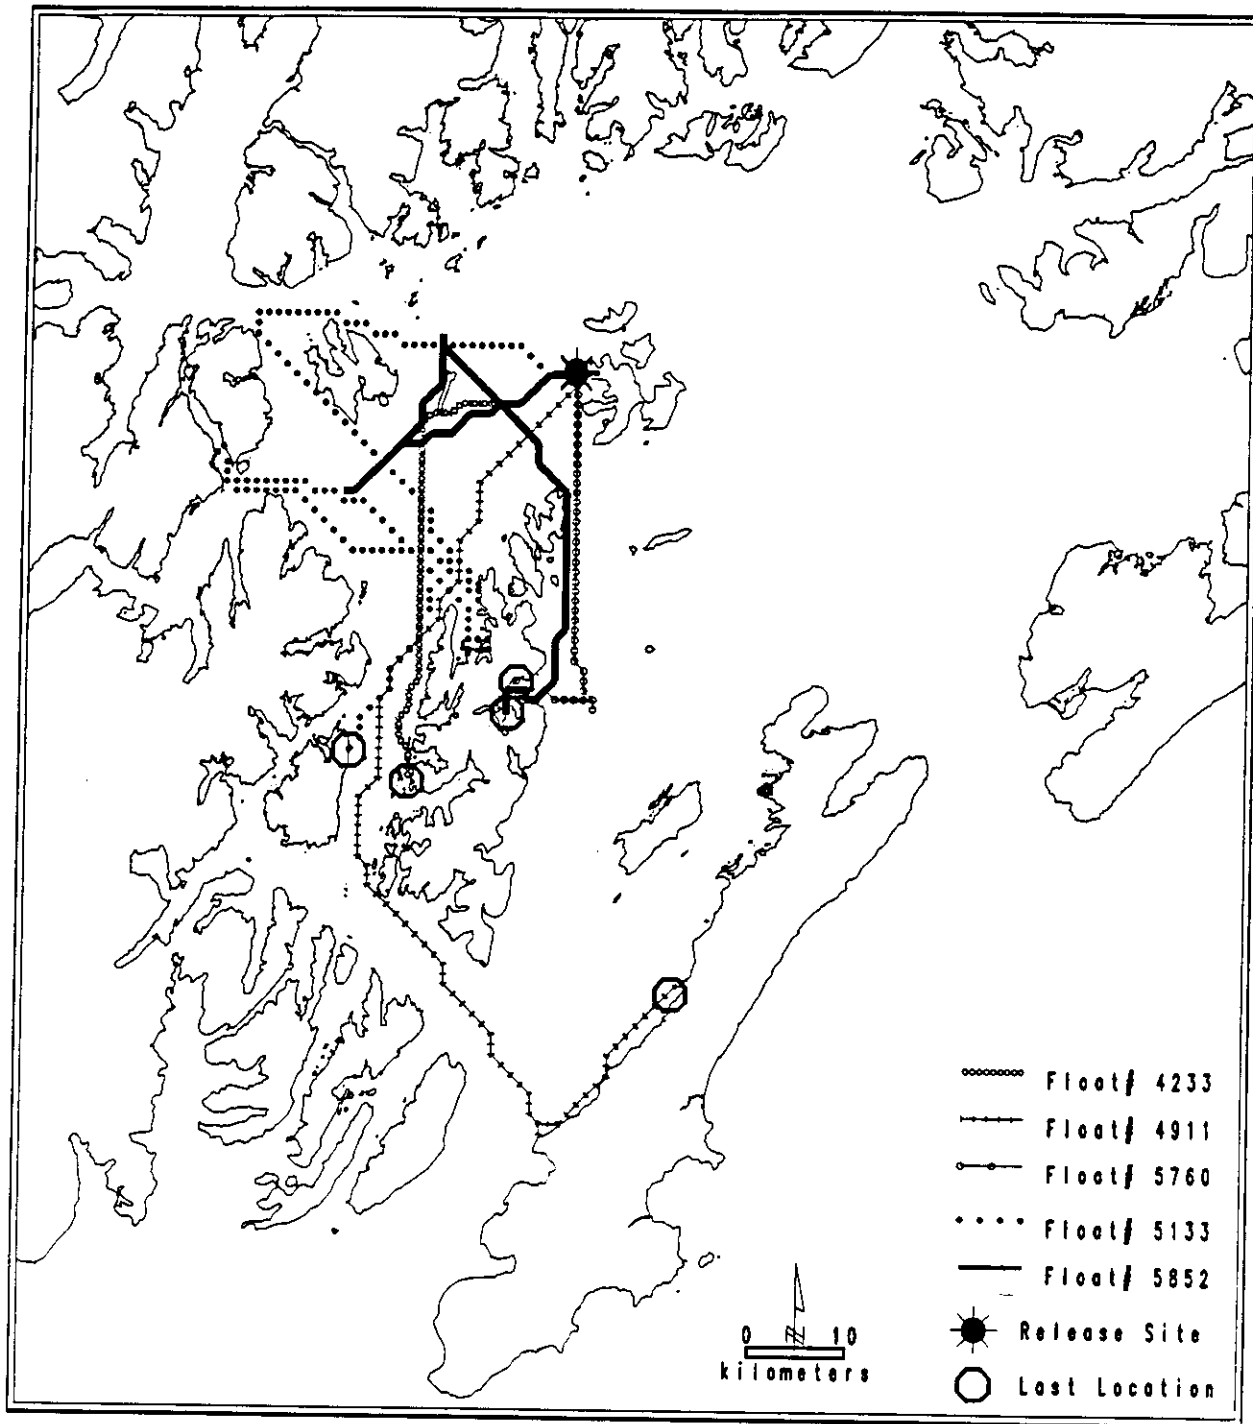 Float# 4233
Float# 4911
Float# 5760
Float# 5133
Float# 5852
Release Site
Last Location
0 N 10
kilometers